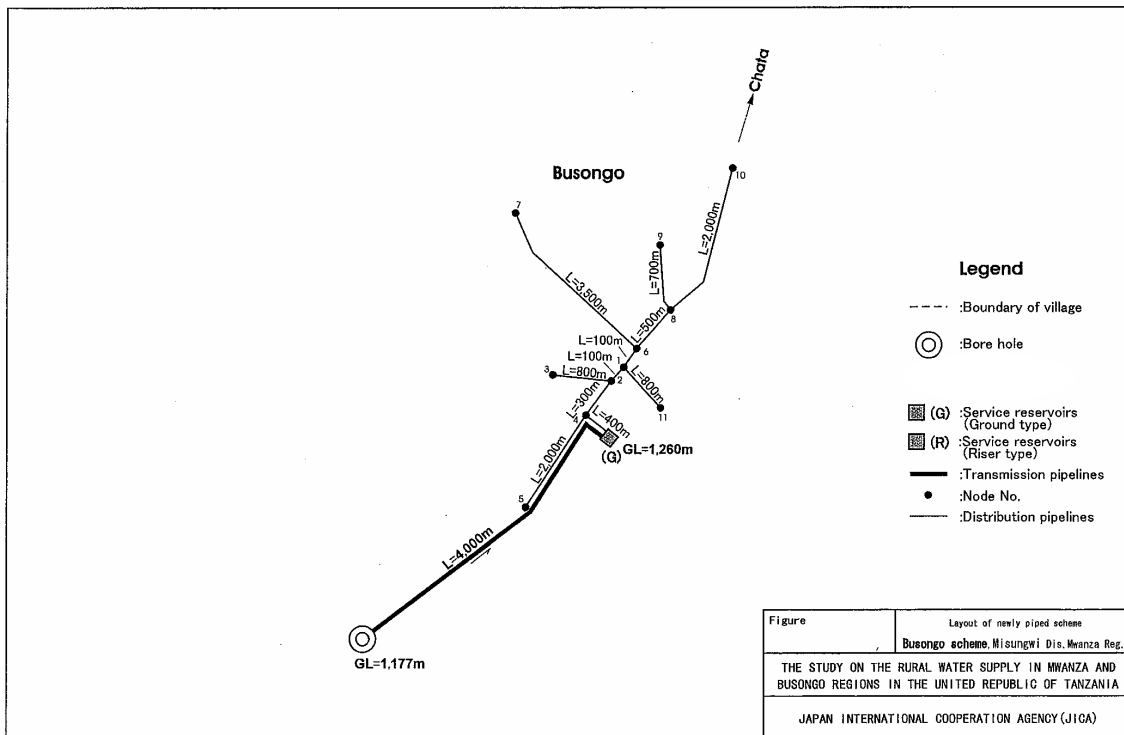 Chata
Busongo
10
7
9
L=2,000m
L=700m
L=3,500m
8
L=500m
L=100m
6
L=100m
1
3
L=800m
2
L=800m
L=300m
11
4
L=400m
(G)
GL=1,260m
L=2,000m
5
L=4,000m
GL=1,177m
Legend
:Boundary of village
:Bore hole
(G) :Service reservoirs
(Ground type)
(R) :Service reservoirs
(Riser type)
:Transmission pipelines
:Node No.
:Distribution pipelines
Figure
Layout of newly piped scheme
Busongo scheme, Misungwi Dis. Mwanza Reg.
THE STUDY ON THE RURAL WATER SUPPLY IN MWANZA AND
BUSONGO REGIONS IN THE UNITED REPUBLIC OF TANZANIA
JAPAN INTERNATIONAL COOPERATION AGENCY(JICA)